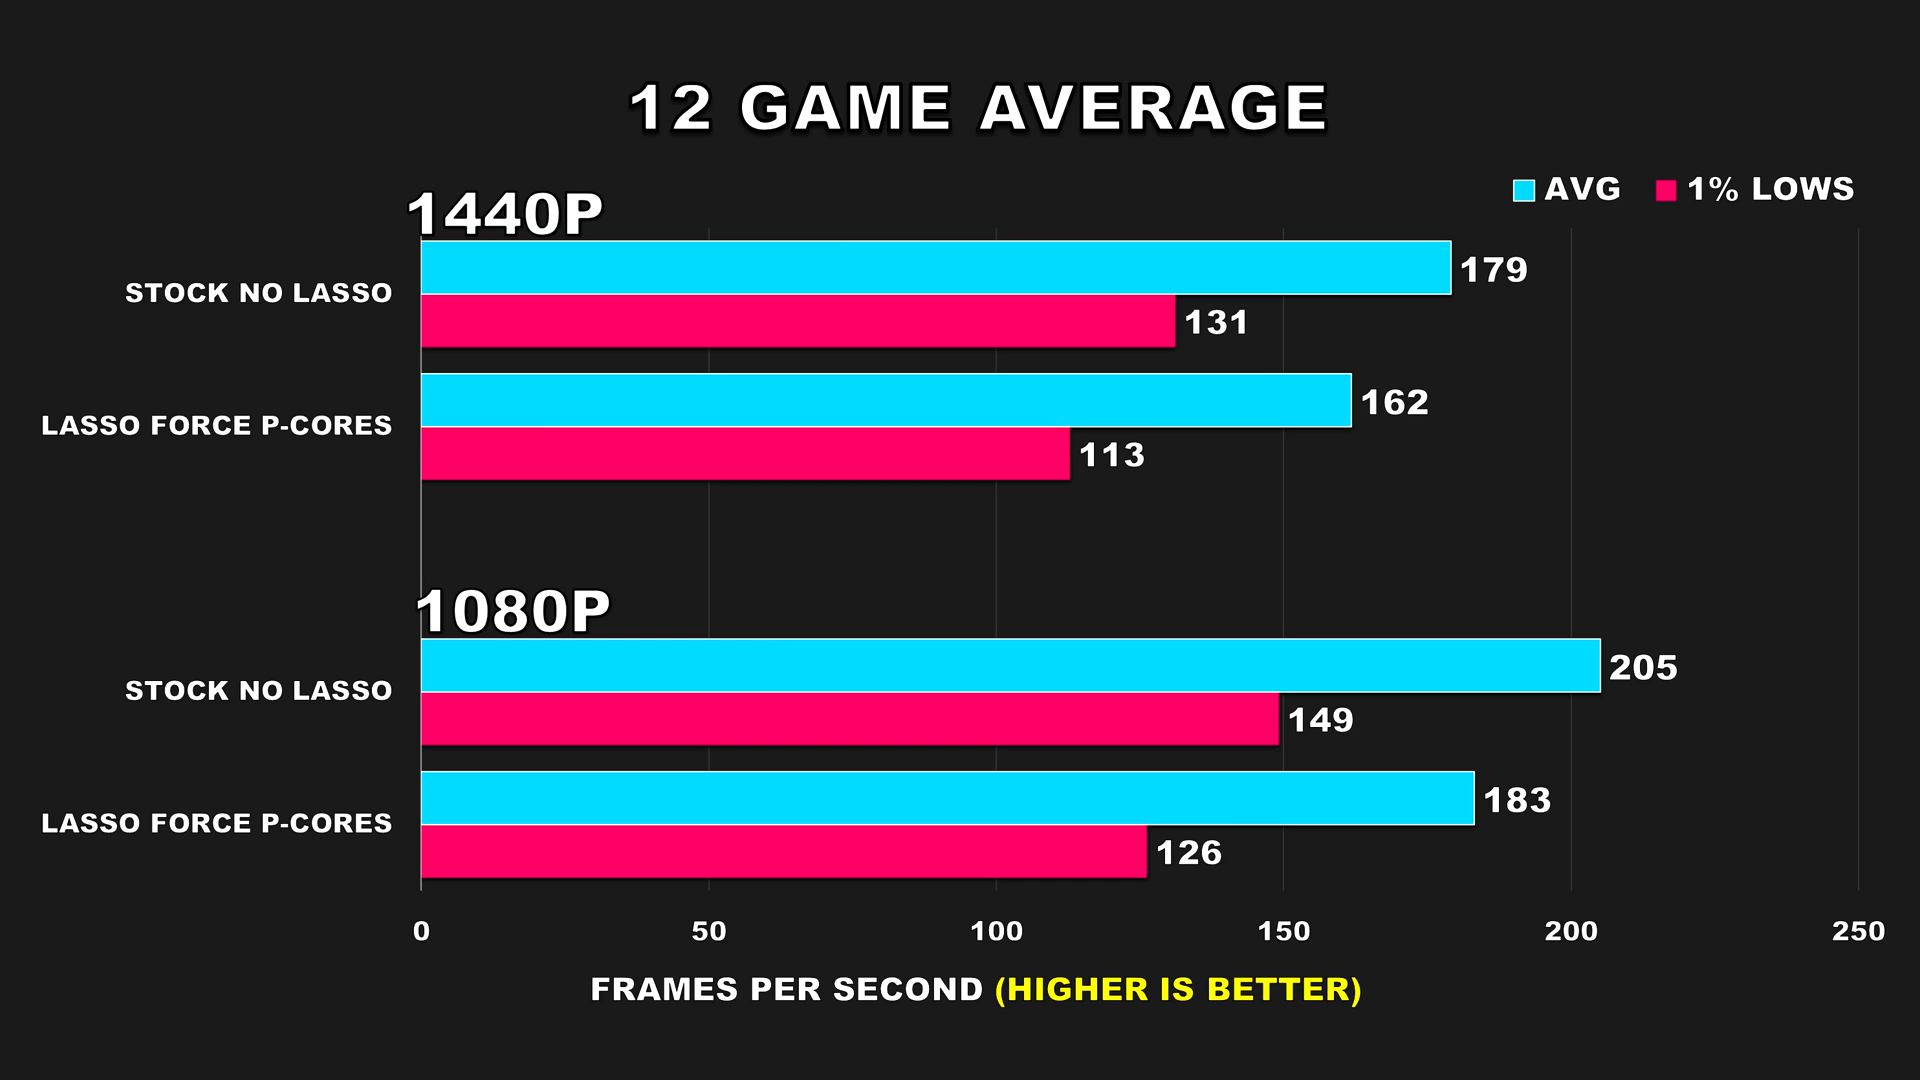 12 GAME AVERAGE
AVG 1% LOWS
1440P
STOCK NO LASSO
179
131
LASSO FORCE P-CORES
162
113
1080P
STOCK NO LASSO
205
149
LASSO FORCE P-CORES
183
126
0 50 100 150 200 250
FRAMES PER SECOND (HIGHER IS BETTER)